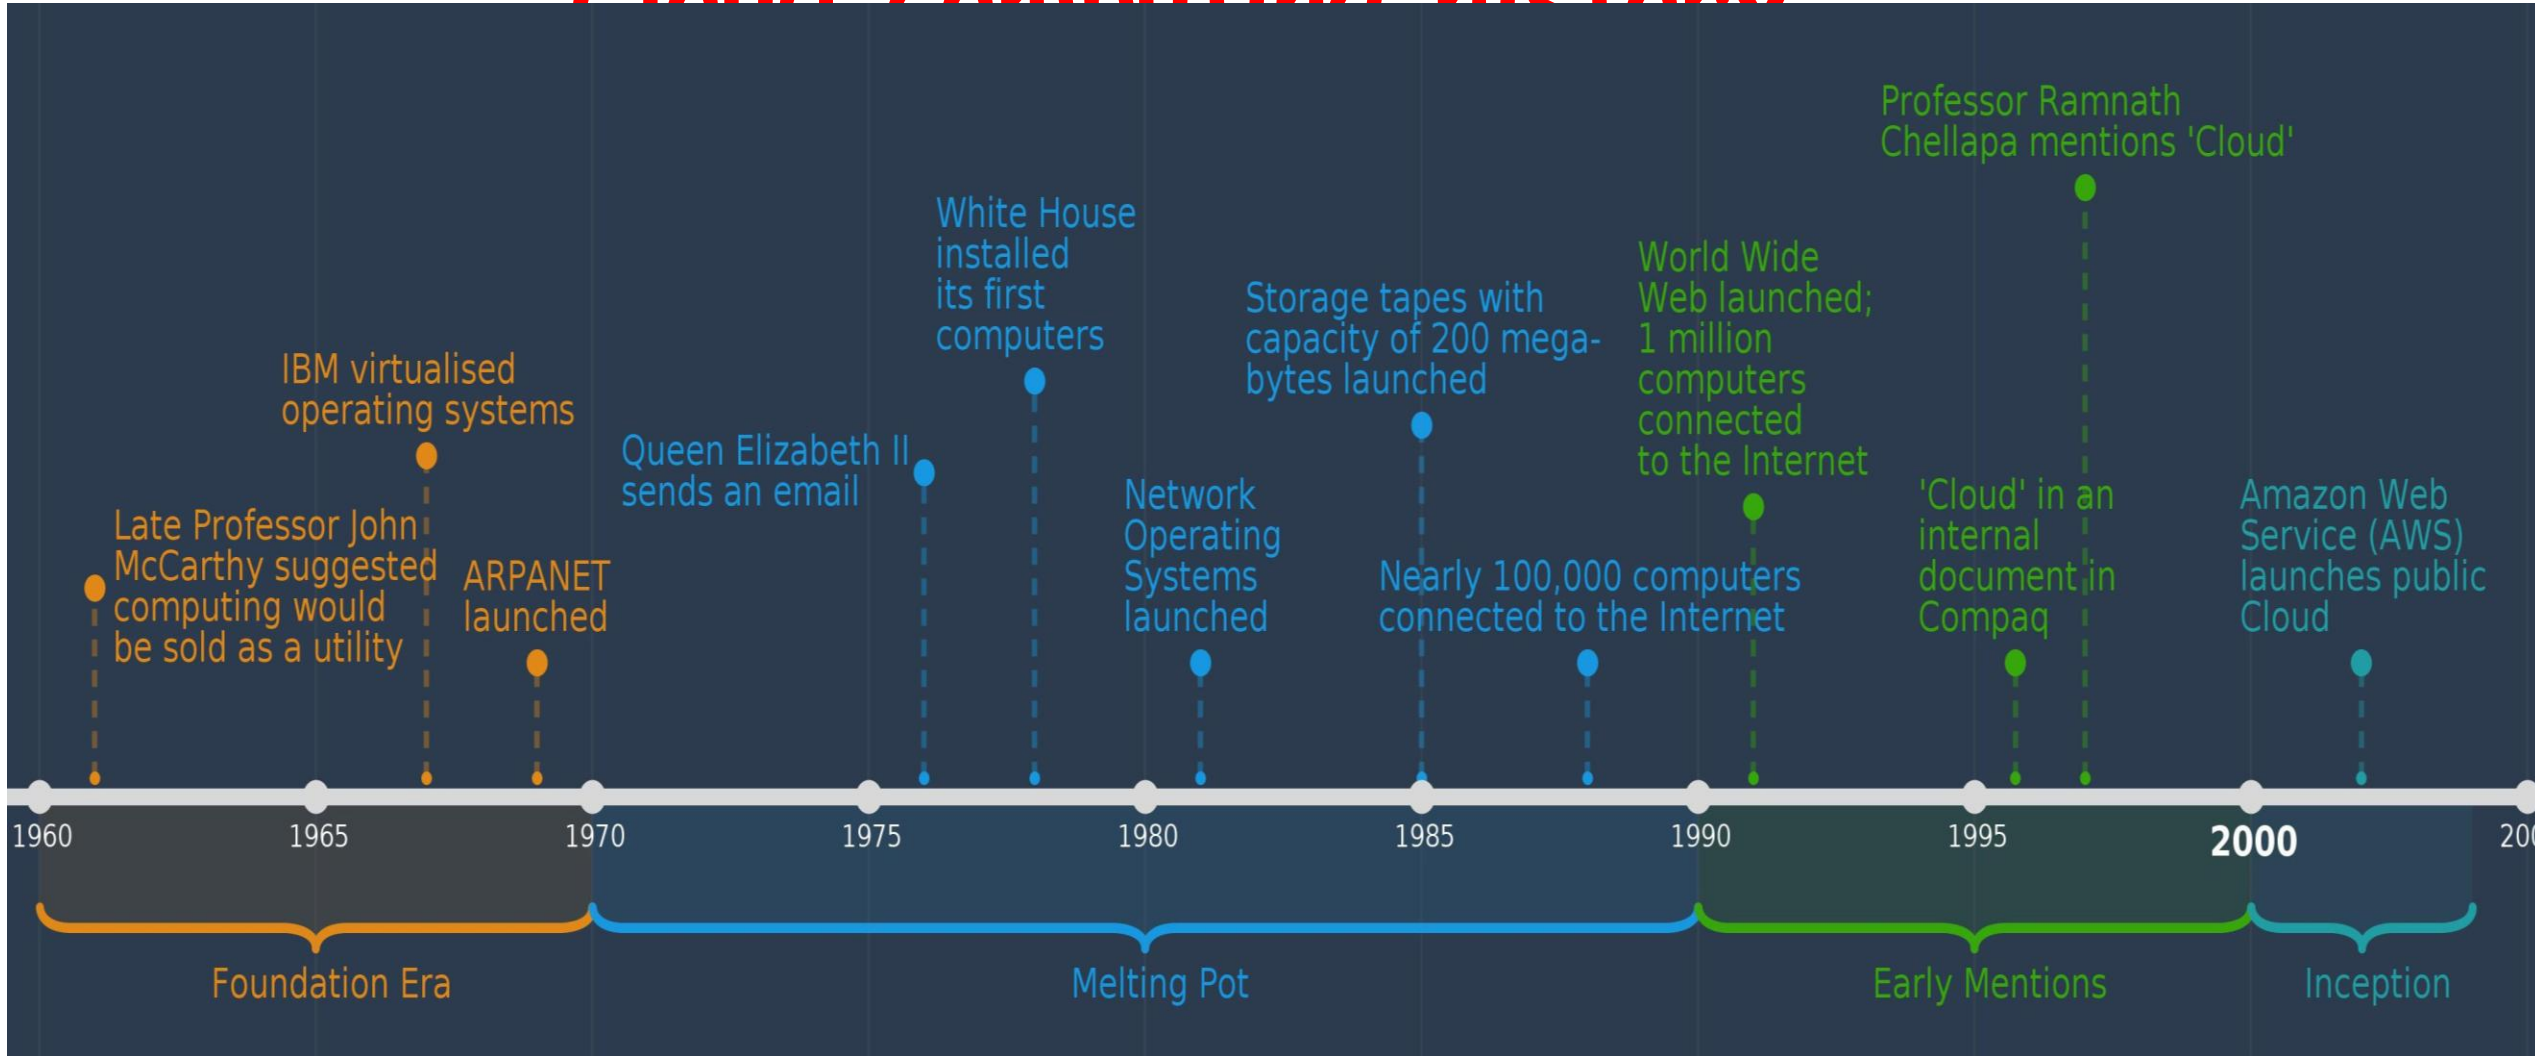 Professor Ramnath
Chellapa mentions 'Cloud'
White House
installed
its first
computers
World Wide
Web launched;
1 million
computers
connected
to the Internet
Storage tapes with
capacity of 200 mega-
bytes launched
IBM virtualised
operating systems
Queen Elizabeth II
sends an email
Late Professor John
McCarthy suggested
computing would
be sold as a utility
ARPANET
launched
Network
Operating
Systems
launched
Nearly 100,000 computers
connected to the Internet
'Cloud' in an
internal
document in
Compaq
Amazon Web
Service (AWS)
launches public
Cloud
1960 1965 1970 1975 1980 1985 1990 1995 2000
Foundation Era Melting Pot Early Mentions Inception